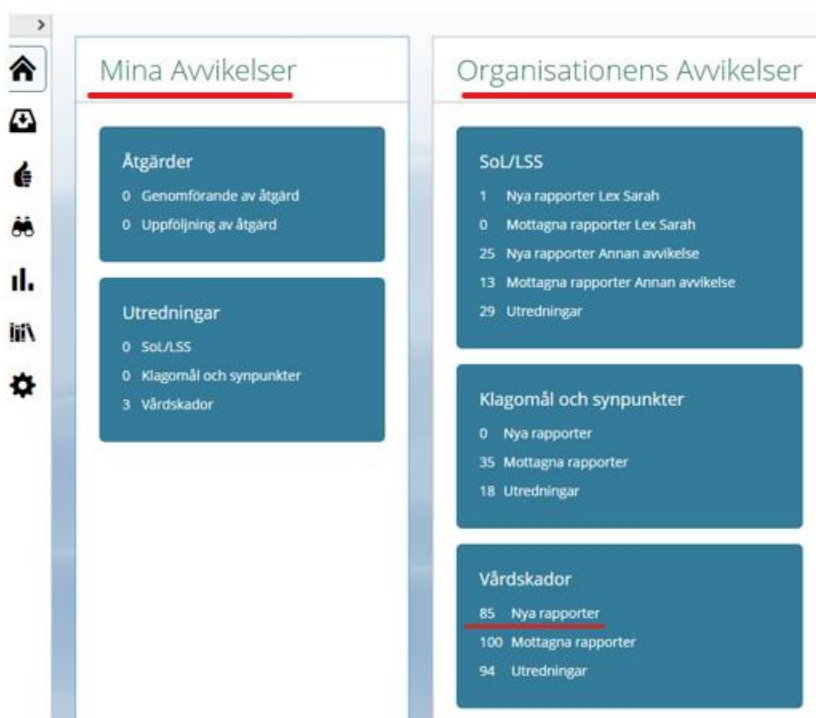 Mina Avvikelser
Åtgärder
0 Genomförande av åtgärd
0 Uppföljning av åtgärd
Utredningar
0 SoL/LSS
0 Klagomål och synpunkter
3 Vårdskador
Organisationens Avvikelser
SoL/LSS
1 Nya rapporter Lex Sarah
0 Mottagna rapporter Lex Sarah
25 Nya rapporter Annan avvikelse
13 Mottagna rapporter Annan avvikelse
29 Utredningar
Klagomål och synpunkter
0 Nya rapporter
35 Mottagna rapporter
18 Utredningar
Vårdskador
85 Nya rapporter
100 Mottagna rapporter
94 Utredningar